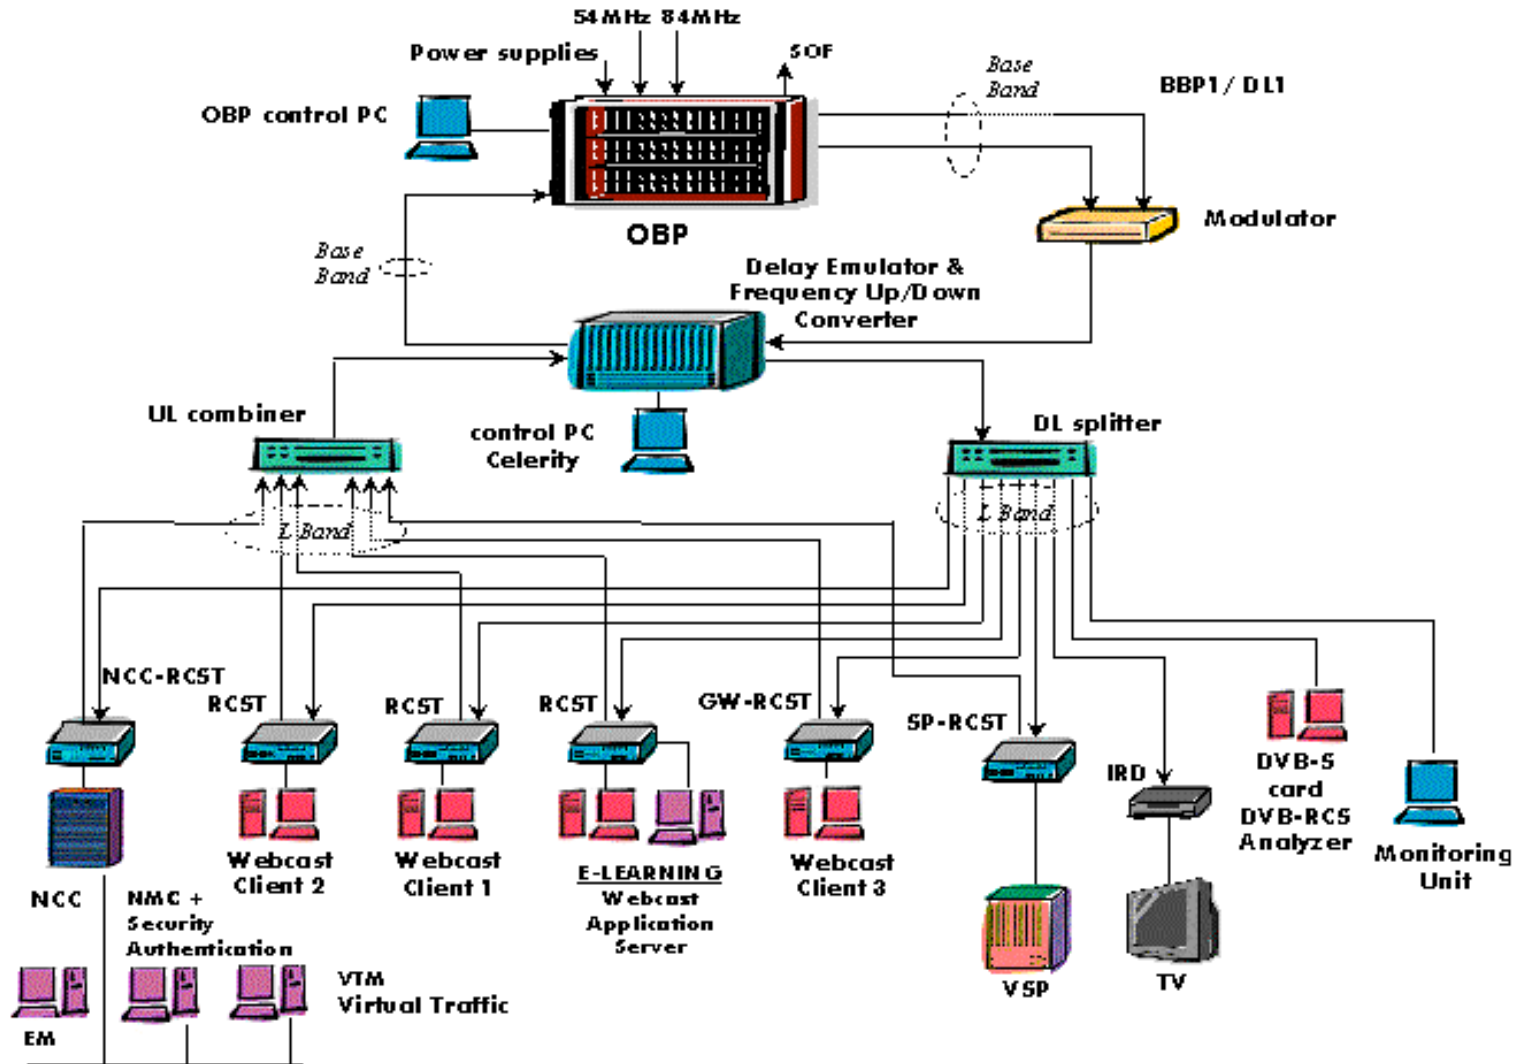 54MHz 84MHz
Power supplies
SOF
Base
Band
BBP1/ DL1
OBP control PC
OBP
Modulator
Base
Band
Delay Emulator &
Frequency Up/Down
Converter
UL combiner
control PC
Celerity
DL splitter
L Band
L Band
NCC-RCST
RCST
RCST
RCST
GW-RCST
SP-RCST
IRD
DVB-S
card
DVB-RCS
Analyzer
Monitoring
Unit
Webcast
Client 2
Webcast
Client 1
E-LEARNING
Webcast
Application
Server
Webcast
Client 3
NCC
NMC +
Security
Authentication
VTM
Virtual Traffic
EM
VSP
TV